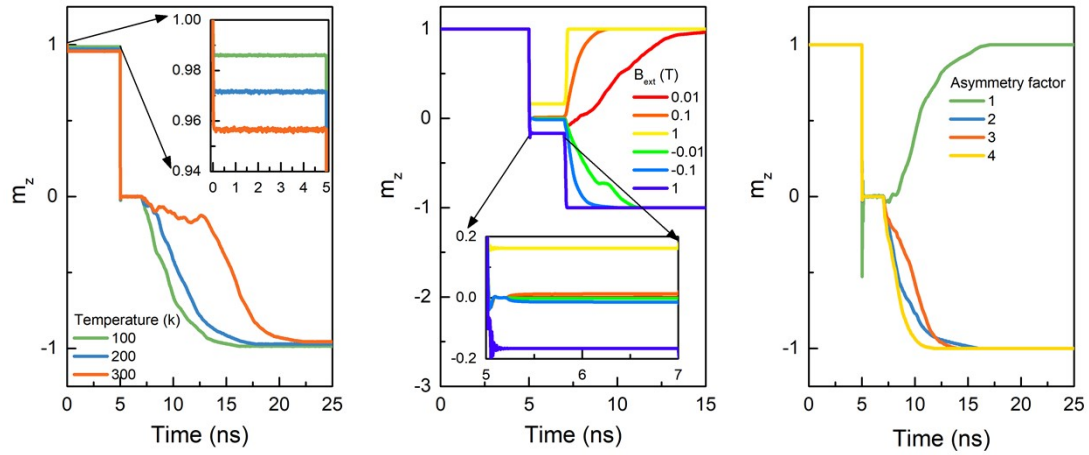 1
0
-1
m_z
1.00
0.98
0.96
0.94
0 1 2 3 4 5
Temperature (k)
100
200
300
0 5 10 15 20 25
Time (ns)
1
0
-1
-2
-3
m_z
B_ext (T)
0.01
0.1
1
-0.01
-0.1
1
0.2
0.0
-0.2
5 6 7
0 5 10 15
Time (ns)
1
0
-1
m_z
Asymmetry factor
1
2
3
4
0 5 10 15 20 25
Time (ns)